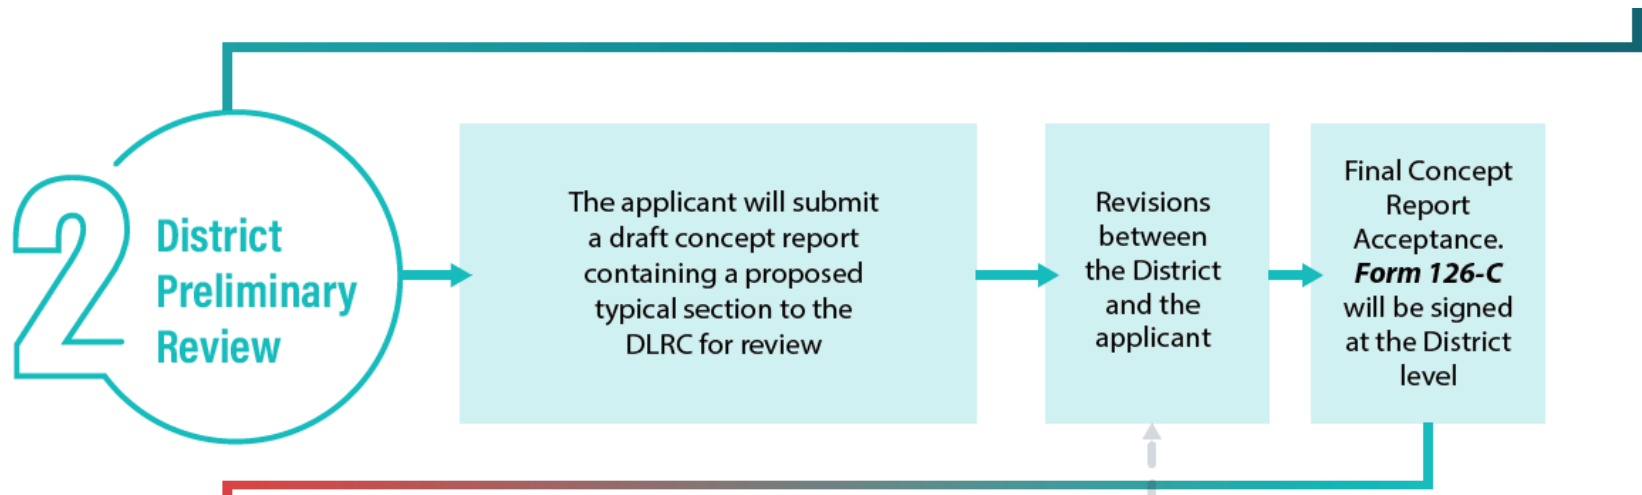 2
District
Preliminary
Review
The applicant will submit
a draft concept report
containing a proposed
typical section to the
DLRC for review
Revisions
between
the District
and the
applicant
Final Concept
Report
Acceptance.
Form 126-C
will be signed
at the District
level